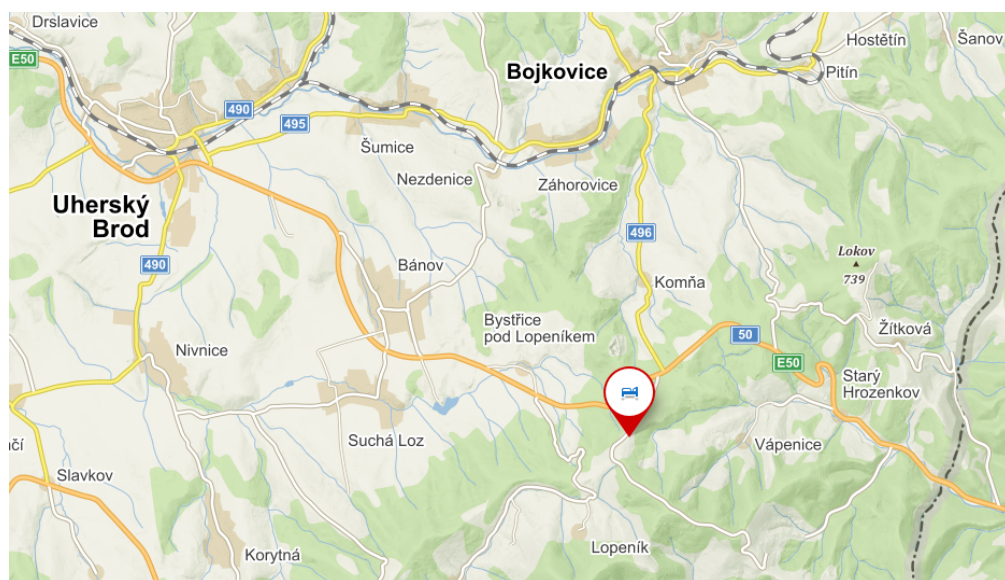 Drslavice
E50
490
495
Šumice
Nezdenice
Bojkovice
Záhorovice
Hostětín
Šanov
Pitín
Uherský
Brod
490
Bánov
496
Komňa
Lokov
739
Žítková
Nivnice
Bystřice
pod Lopeníkem
50
E50
Starý
Hrozenkov
Suchá Loz
Vápenice
čí
Slavkov
Korytná
Lopeník